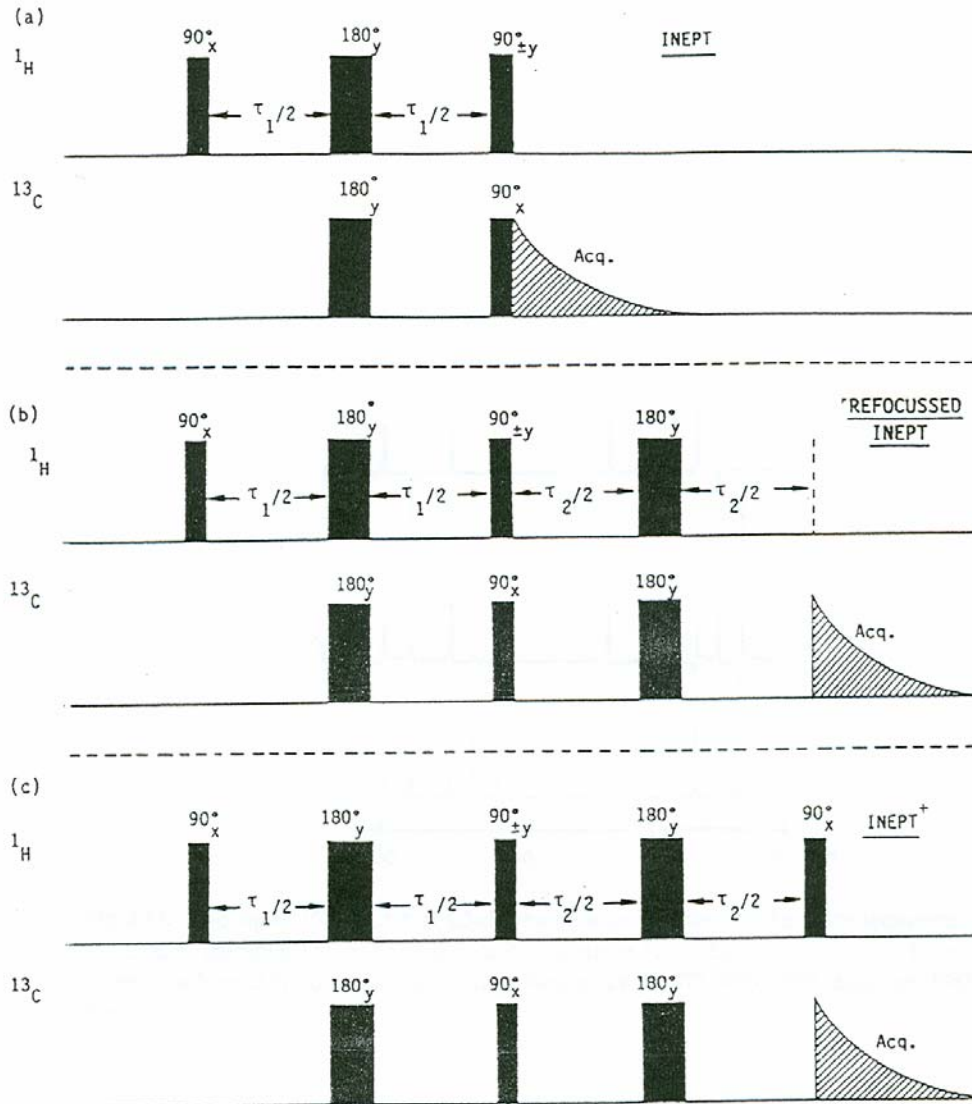 (a)
¹H
90°x 180°y 90°±y INEPT
τ₁/2 τ₁/2
¹³C
180°y 90°x
Acq.
(b)
¹H
90°x 180°y 90°±y 180°y REFOCUSSED
INEPT
τ₁/2 τ₁/2 τ₂/2 τ₂/2
¹³C
180°y 90°x 180°y
Acq.
(c)
¹H
90°x 180°y 90°±y 180°y 90°x INEPT⁺
τ₁/2 τ₁/2 τ₂/2 τ₂/2
¹³C
180°y 90°x 180°y
Acq.